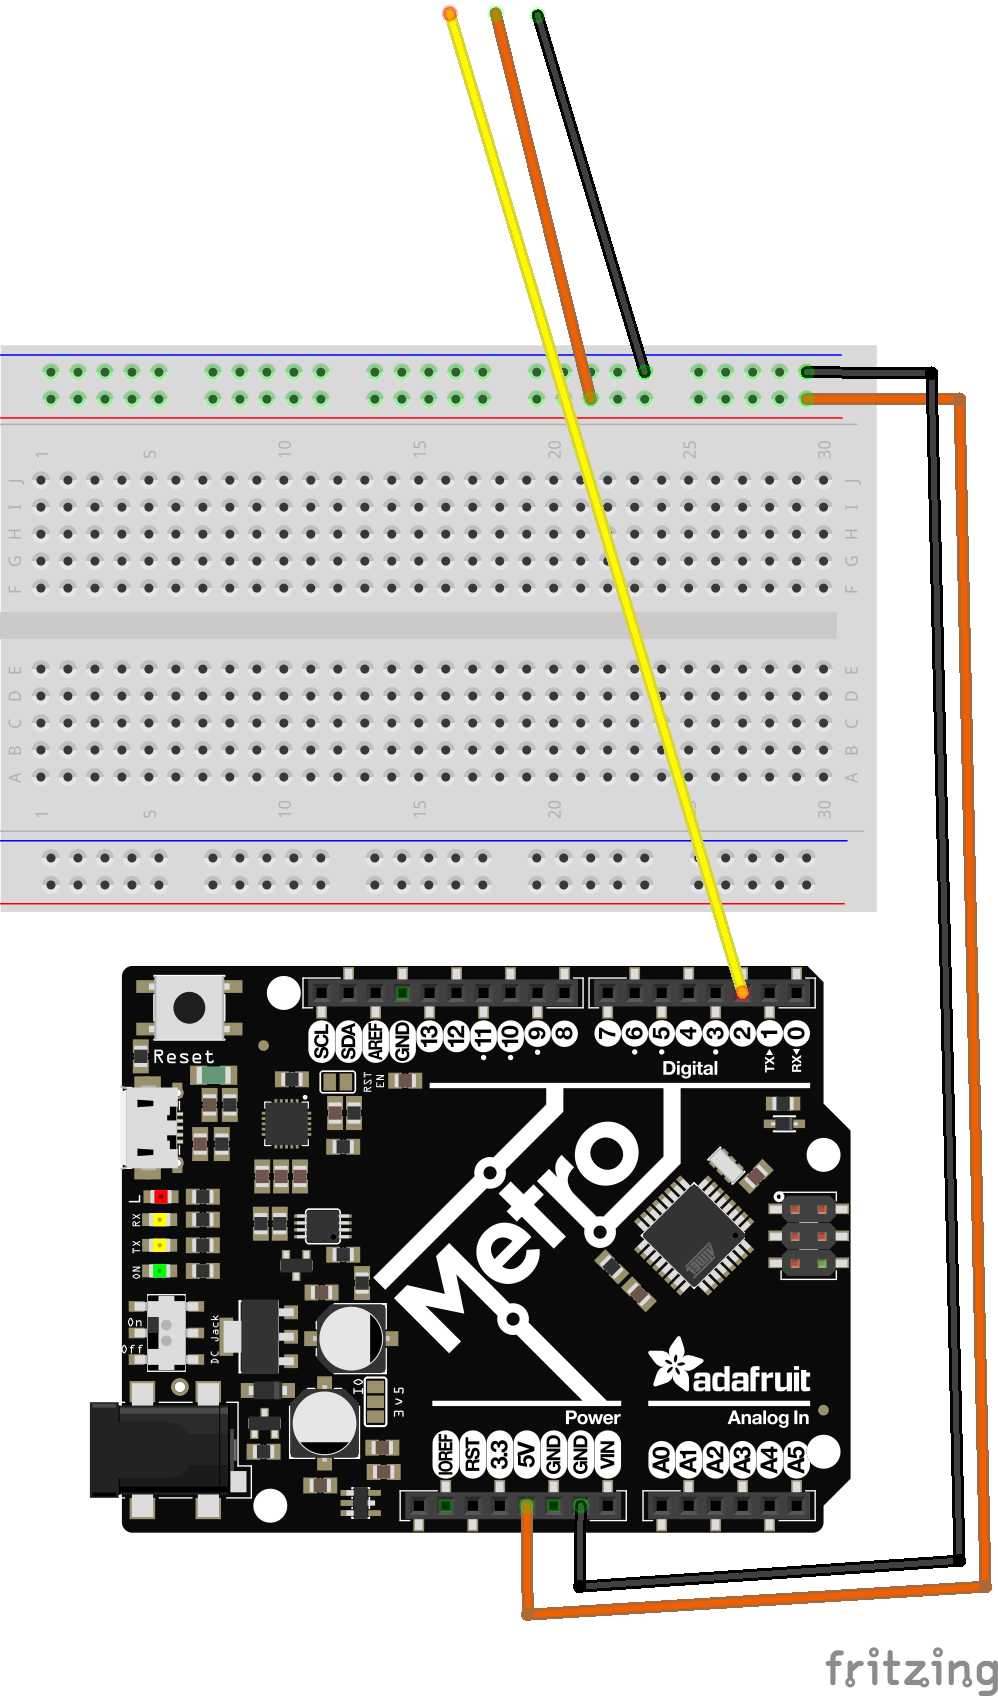 1 5 10 15 20 25 30
J J
I I
H H
G G
F F
E E
D D
C C
B B
A A
1 5 10 15 20 25 30
SCL SDA AREF GND 13 12 11 10 9 8 7 6 5 4 3 2 1 0
TX RX
Reset
RST
EN
Digital
L
RX
TX
ON
Metro
ATMEL
On
Off
DC Jack
IO
3v5
adafruit
Power Analog In
IOREF RST 3.3 5V GND GND VIN A0 A1 A2 A3 A4 A5
fritzing